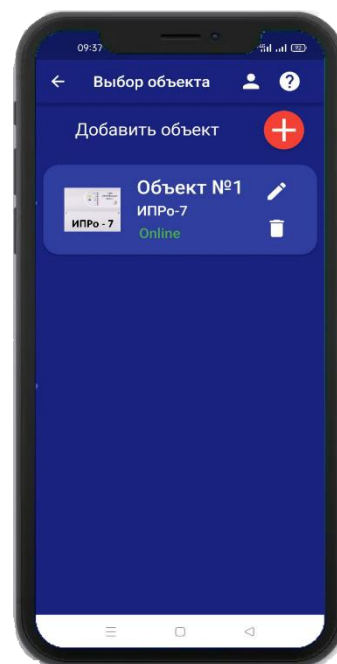 09:37
Выбор объекта
Добавить объект
Объект №1
ИПРо-7
Online
ИПРо - 7